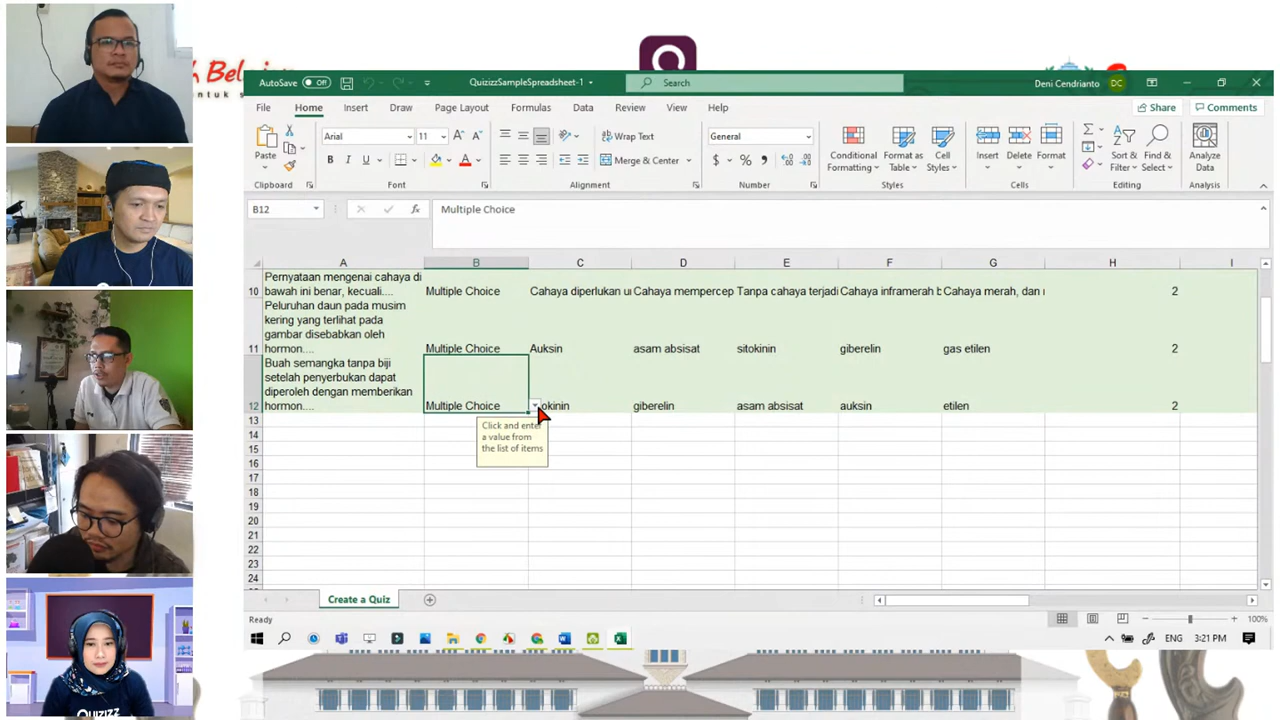 AutoSave Off
QuizizzSampleSpreadsheet-1
Search
Deni Cendrianto
DC
File Home Insert Draw Page Layout Formulas Data Review View Help
Share
Comments
Paste
Arial
11
B I U
Wrap Text
Merge & Center
General
$ % ,
Conditional Formatting
Format as Table
Cell Styles
Insert
Delete
Format
Sort & Filter
Find & Select
Analyze Data
Clipboard Font Alignment Number Styles Cells Editing Analysis
B12
fx
Multiple Choice
A B C D E F G H I
Pernyataan mengenai cahaya di
10 bawah ini benar, kecuali.... Multiple Choice Cahaya diperlukan u Cahaya mempercep Tanpa cahaya terjadi Cahaya inframerah b Cahaya merah, dan 2
Peluruhan daun pada musim
kering yang terlihat pada
gambar disebabkan oleh
11 hormon.... Multiple Choice Auksin asam absisat sitokinin giberelin gas etilen 2
Buah semangka tanpa biji
setelah penyerbukan dapat
diperoleh dengan memberikan
12 hormon.... Multiple Choice okinin giberelin asam absisat auksin etilen 2
Click and enter
a value from
the list of items
13
14
15
16
17
18
19
20
21
22
23
24
Create a Quiz
Ready
100%
ENG 3:21 PM
Quizizz